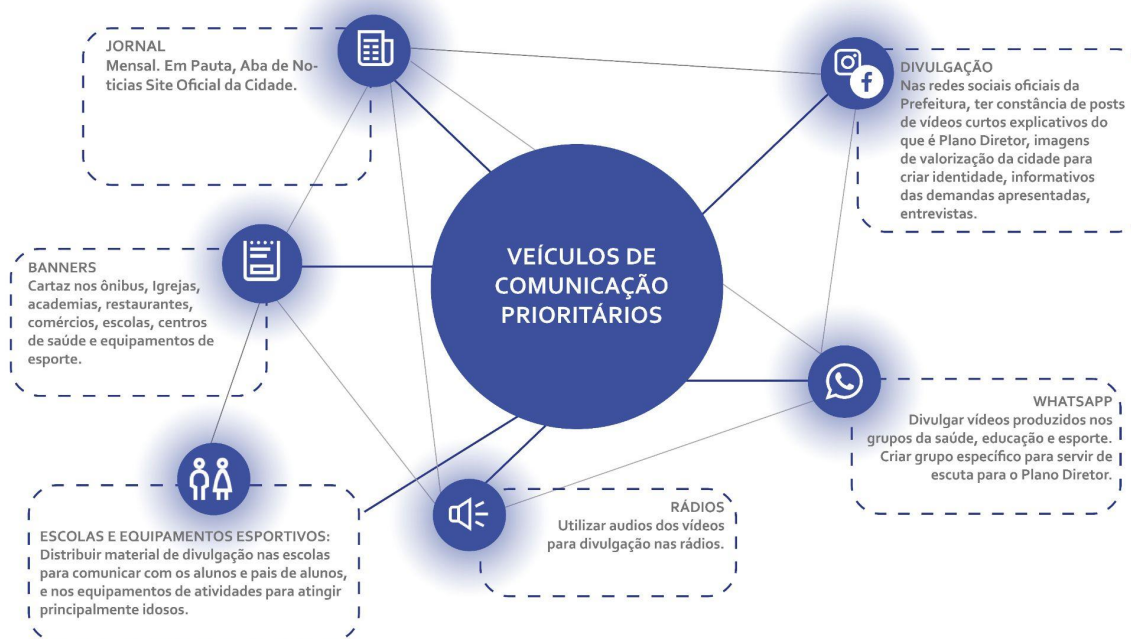 JORNAL
Mensal. Em Pauta, Aba de No-
ticias Site Oficial da Cidade.
DIVULGAÇÃO
Nas redes sociais oficiais da
Prefeitura, ter constância de posts
de vídeos curtos explicativos do
que é Plano Diretor, imagens
de valorização da cidade para
criar identidade, informativos
das demandas apresentadas,
entrevistas.
VEÍCULOS DE
COMUNICAÇÃO
PRIORITÁRIOS
BANNERS
Cartaz nos ônibus, Igrejas,
academias, restaurantes,
comércios, escolas, centros
de saúde e equipamentos de
esporte.
WHATSAPP
Divulgar vídeos produzidos nos
grupos da saúde, educação e esporte.
Criar grupo específico para servir de
escuta para o Plano Diretor.
RÁDIOS
Utilizar audios dos vídeos
para divulgação nas rádios.
ESCOLAS E EQUIPAMENTOS ESPORTIVOS:
Distribuir material de divulgação nas escolas
para comunicar com os alunos e pais de alunos,
e nos equipamentos de atividades para atingir
principalmente idosos.